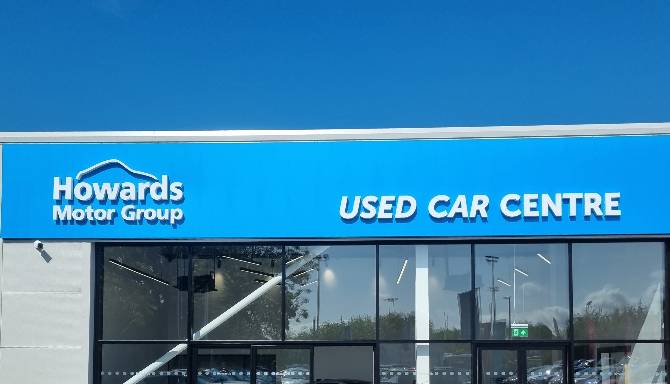 Howards
Motor Group
USED CAR CENTRE